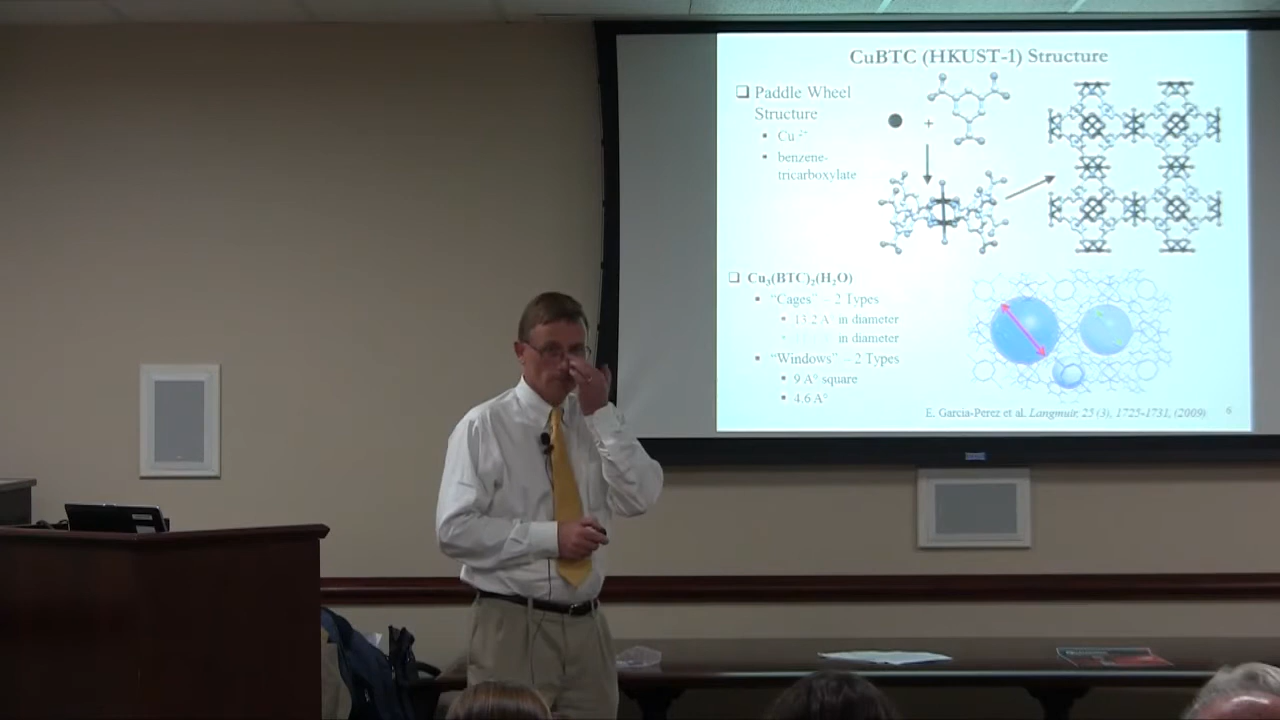 CuBTC (HKUST-1) Structure
❑ Paddle Wheel
Structure
▪ Cu 2+
▪ benzene-
tricarboxylate
+
❑ Cu₃(BTC)₂(H₂O)
▪ "Cages" – 2 Types
▪ 13.2 A° in diameter
in diameter
▪ "Windows" – 2 Types
▪ 9 A° square
▪ 4.6 A°
E. Garcia-Perez et al. Langmuir, 25 (3), 1725-1731, (2009)
6